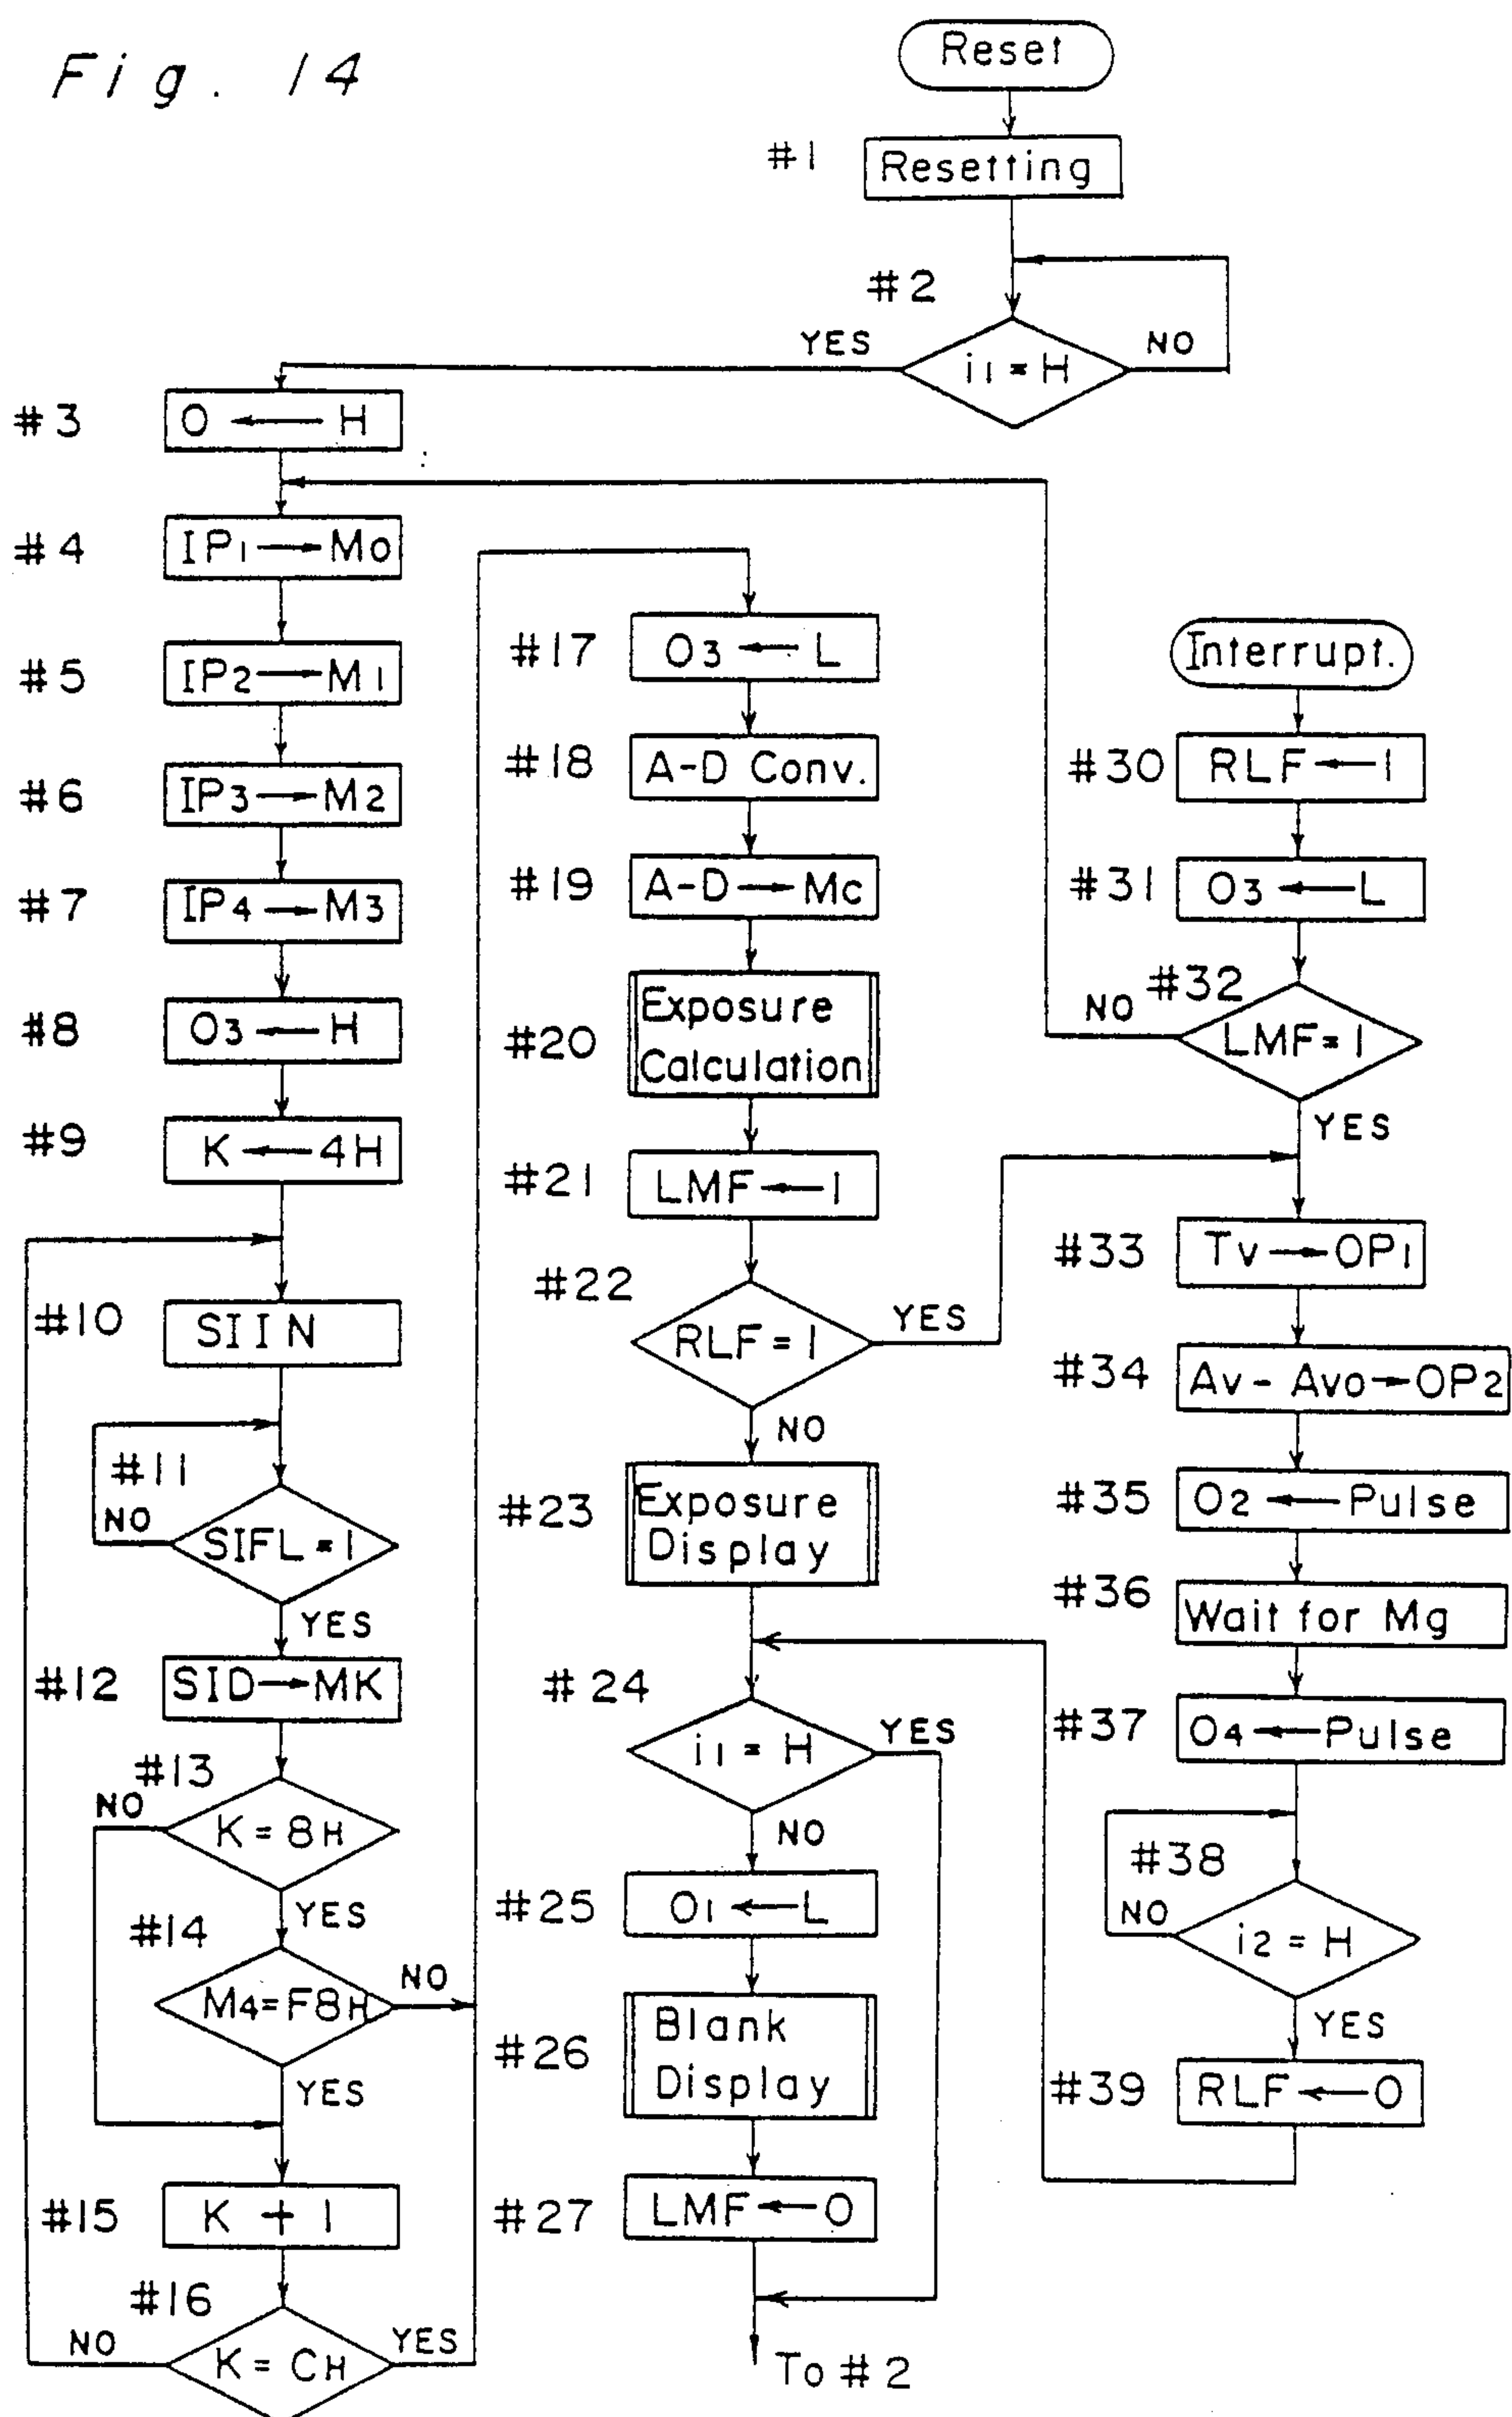 Fig. 14
Reset
#1
Resetting
#2
i1 = H
YES
NO
#3
O ← H
#4
IP1 → M0
#5
IP2 → M1
#6
IP3 → M2
#7
IP4 → M3
#8
O3 ← H
#9
K ← 4H
#10
SIIN
#11
SIFL = 1
NO
YES
#12
SID → MK
#13
K = 8H
NO
YES
#14
M4 = F8H
NO
YES
#15
K + 1
#16
K = CH
NO
YES
#17
O3 ← L
#18
A-D Conv.
#19
A-D → Mc
#20
Exposure
Calculation
#21
LMF ← 1
#22
RLF = 1
YES
NO
#23
Exposure
Display
#24
i1 = H
YES
NO
#25
O1 ← L
#26
Blank
Display
#27
LMF ← 0
To #2
Interrupt.
#30
RLF ← 1
#31
O3 ← L
#32
LMF = 1
NO
YES
#33
Tv → OP1
#34
Av - Avo → OP2
#35
O2 ← Pulse
#36
Wait for Mg
#37
O4 ← Pulse
#38
i2 = H
NO
YES
#39
RLF ← 0